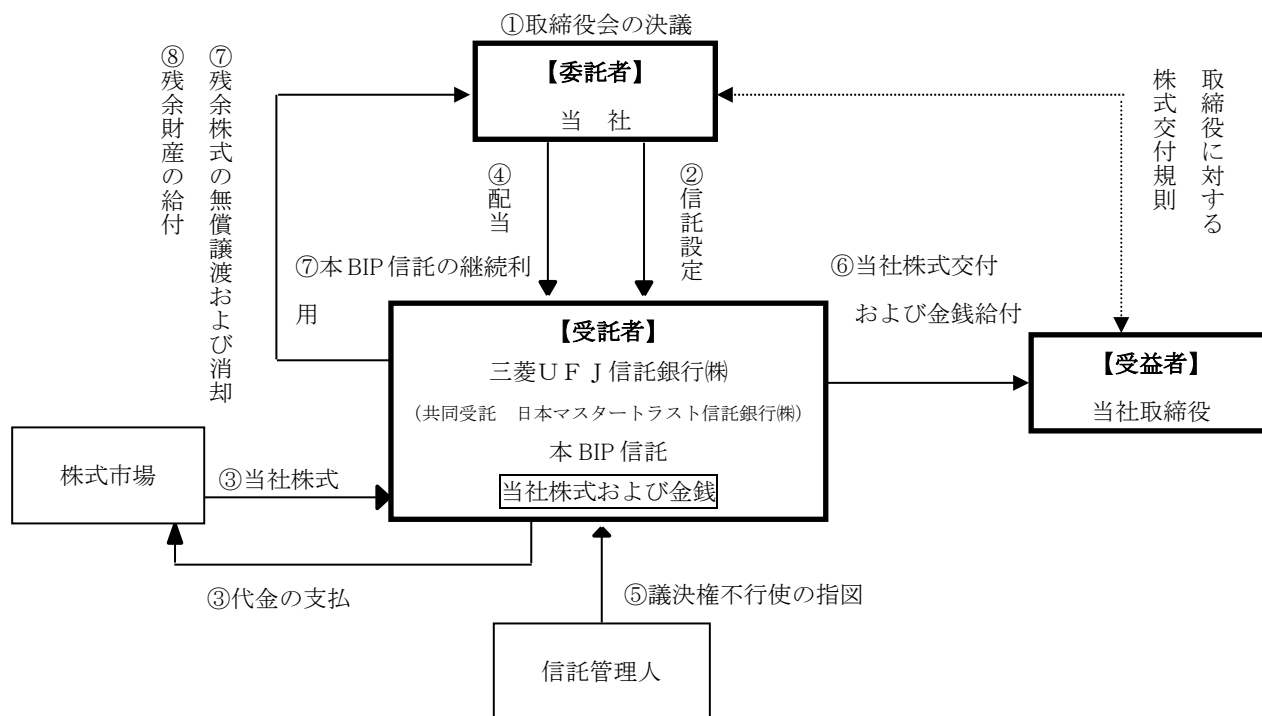 ①取締役会の決議
【委託者】
当　社
⑧残余財産の給付
⑦残余株式の無償譲渡および消却
④配当
②信託設定
取締役に対する
株式交付規則
⑦本BIP信託の継続利
用
⑥当社株式交付
および金銭給付
【受託者】
三菱ＵＦＪ信託銀行㈱
（共同受託　日本マスタートラスト信託銀行㈱）
本BIP信託
当社株式および金銭
【受益者】
当社取締役
株式市場
③当社株式
③代金の支払
⑤議決権不行使の指図
信託管理人